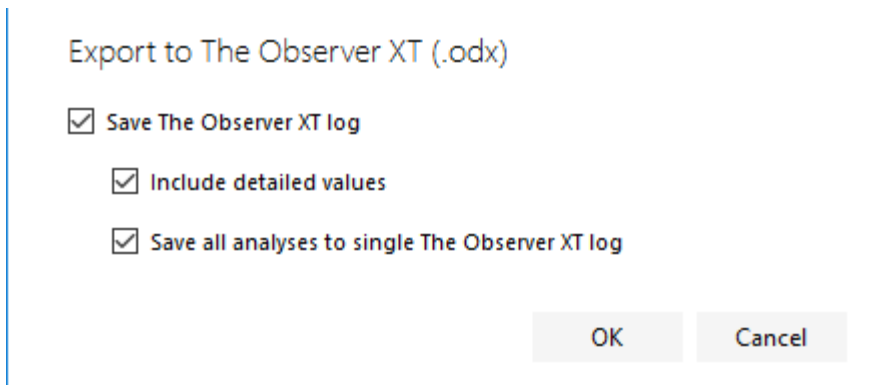 Export to The Observer XT (.odx)
Save The Observer XT log
Include detailed values
Save all analyses to single The Observer XT log
OK Cancel